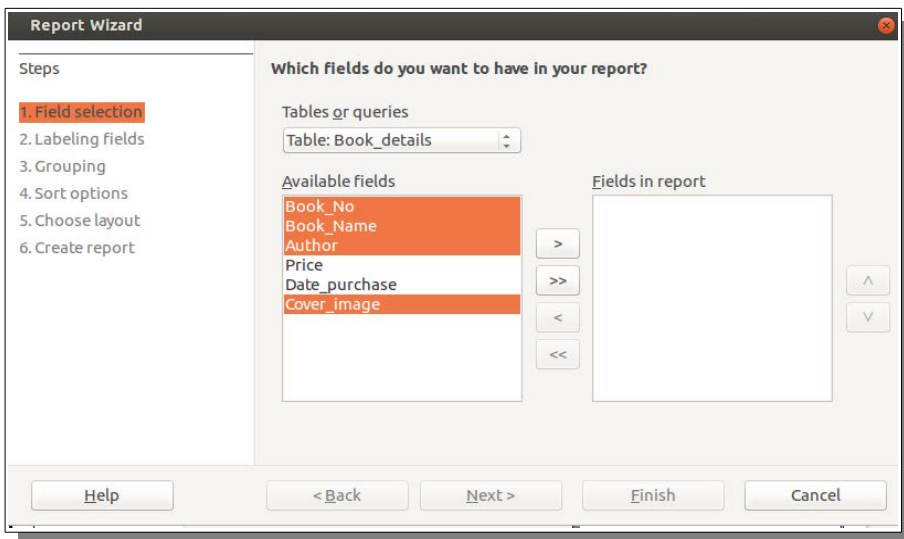 Report Wizard
Steps
1. Field selection
2. Labeling fields
3. Grouping
4. Sort options
5. Choose layout
6. Create report
Which fields do you want to have in your report?
Tables or queries
Table: Book_details
Available fields
Book_No
Book_Name
Author
Price
Date_purchase
Cover_image
>
>>
<
<<
Fields in report
Help
< Back
Next >
Finish
Cancel